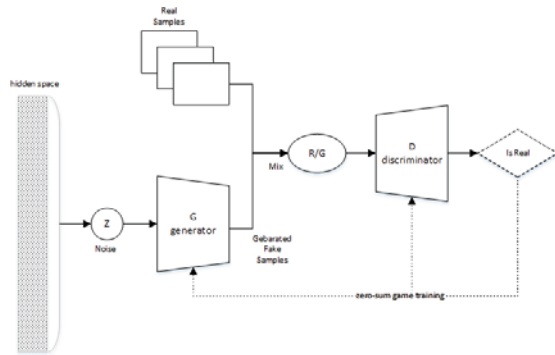 Real
Samples
hidden space
R/G
Mix
D
discriminator
Is Real
Z
Noise
G
generator
Gebarated
Fake
Samples
zero-sum game training